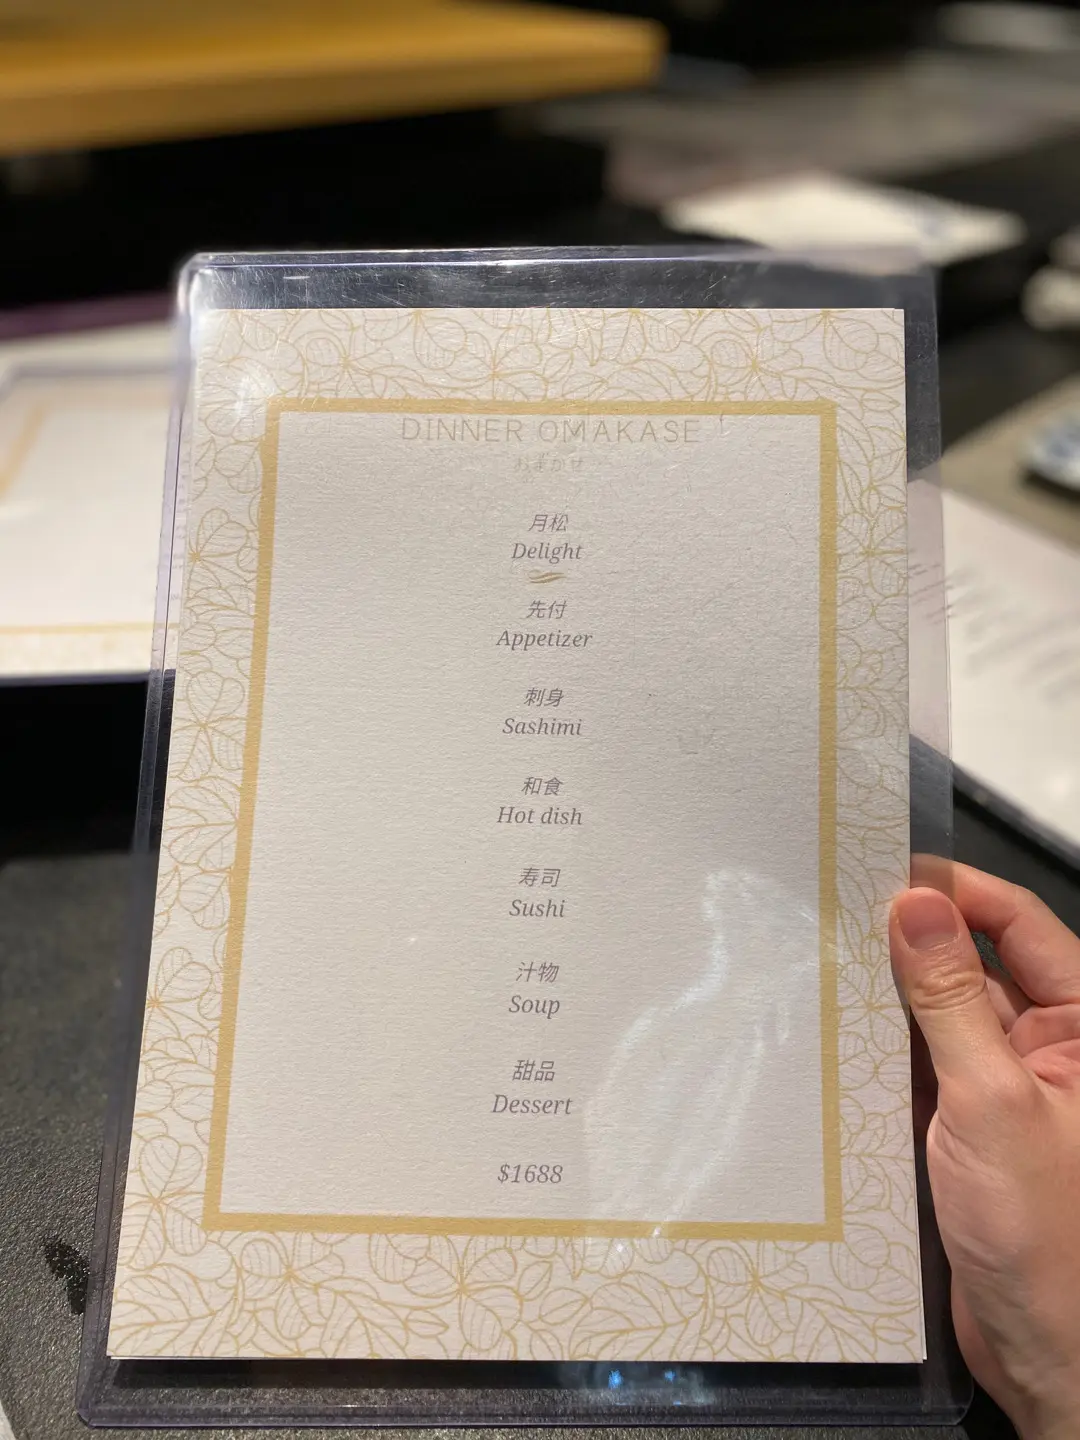 DINNER OMAKASE
おまかせ
月松
Delight
先付
Appetizer
刺身
Sashimi
和食
Hot dish
寿司
Sushi
汁物
Soup
甜品
Dessert
$1688